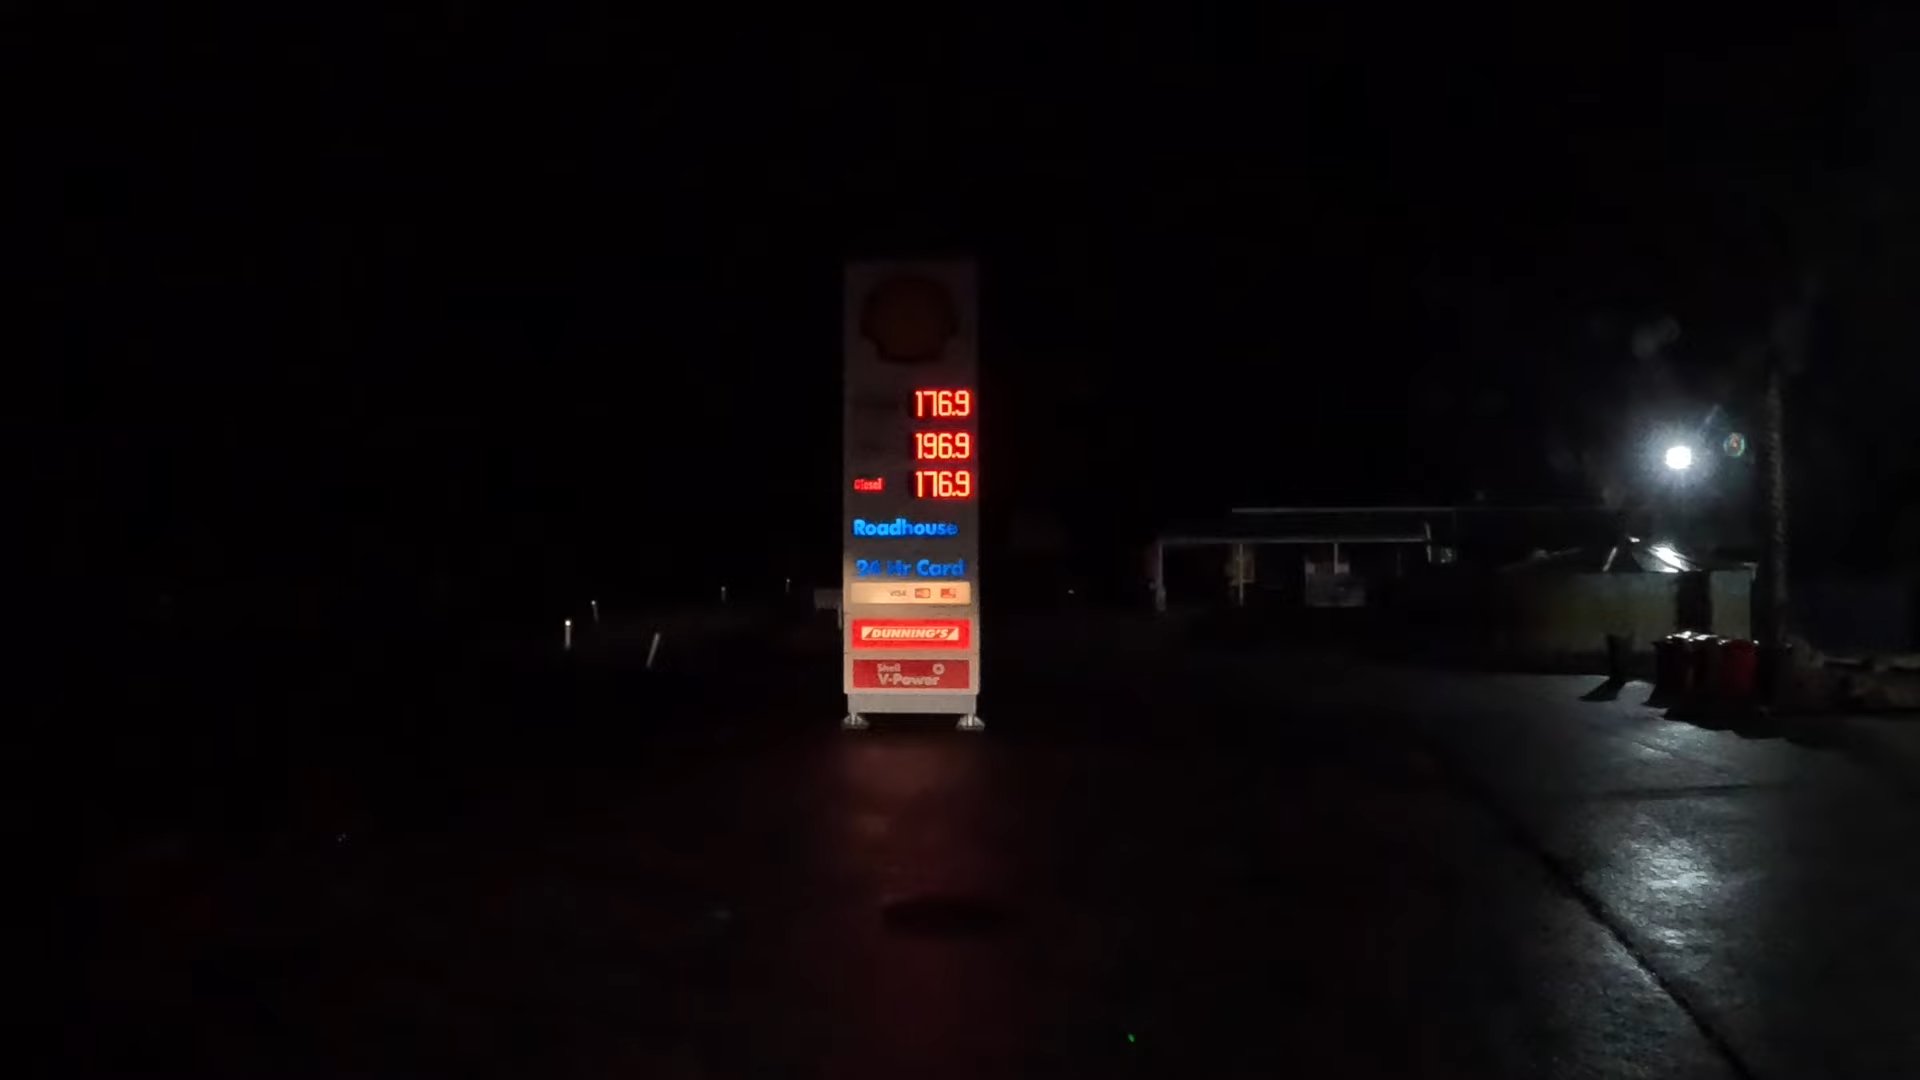 176.9
196.9
Diesel 176.9
Roadhouse
24 Hr Card
VISA
DUNNING'S
Shell
V-Power